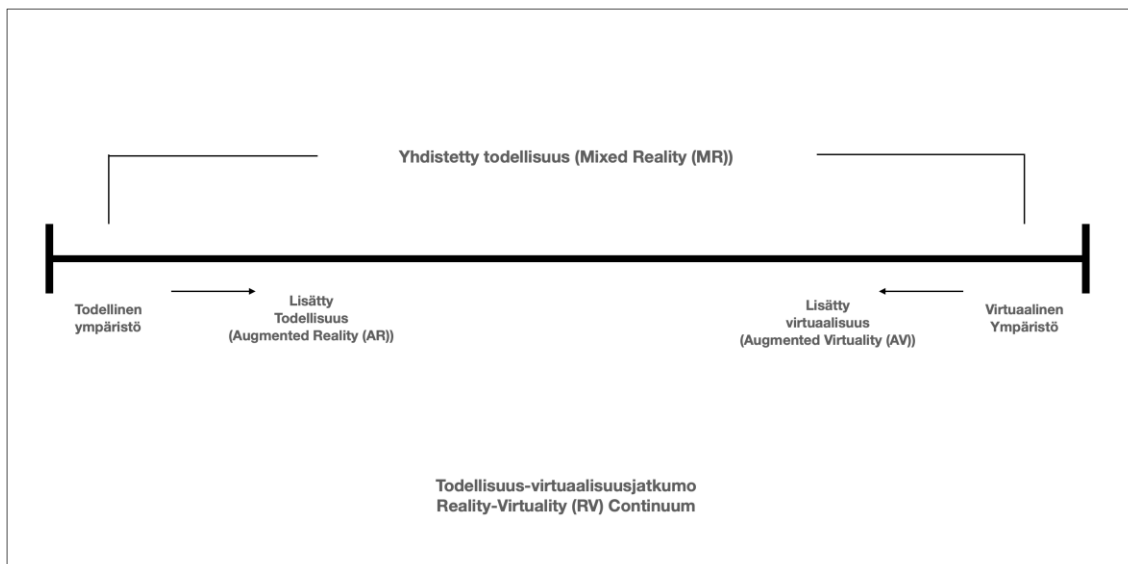 Yhdistetty todellisuus (Mixed Reality (MR))
Todellinen
ympäristö
Lisätty
Todellisuus
(Augmented Reality (AR))
Lisätty
virtuaalisuus
(Augmented Virtuality (AV))
Virtuaalinen
Ympäristö
Todellisuus-virtuaalisuusjatkumo
Reality-Virtuality (RV) Continuum